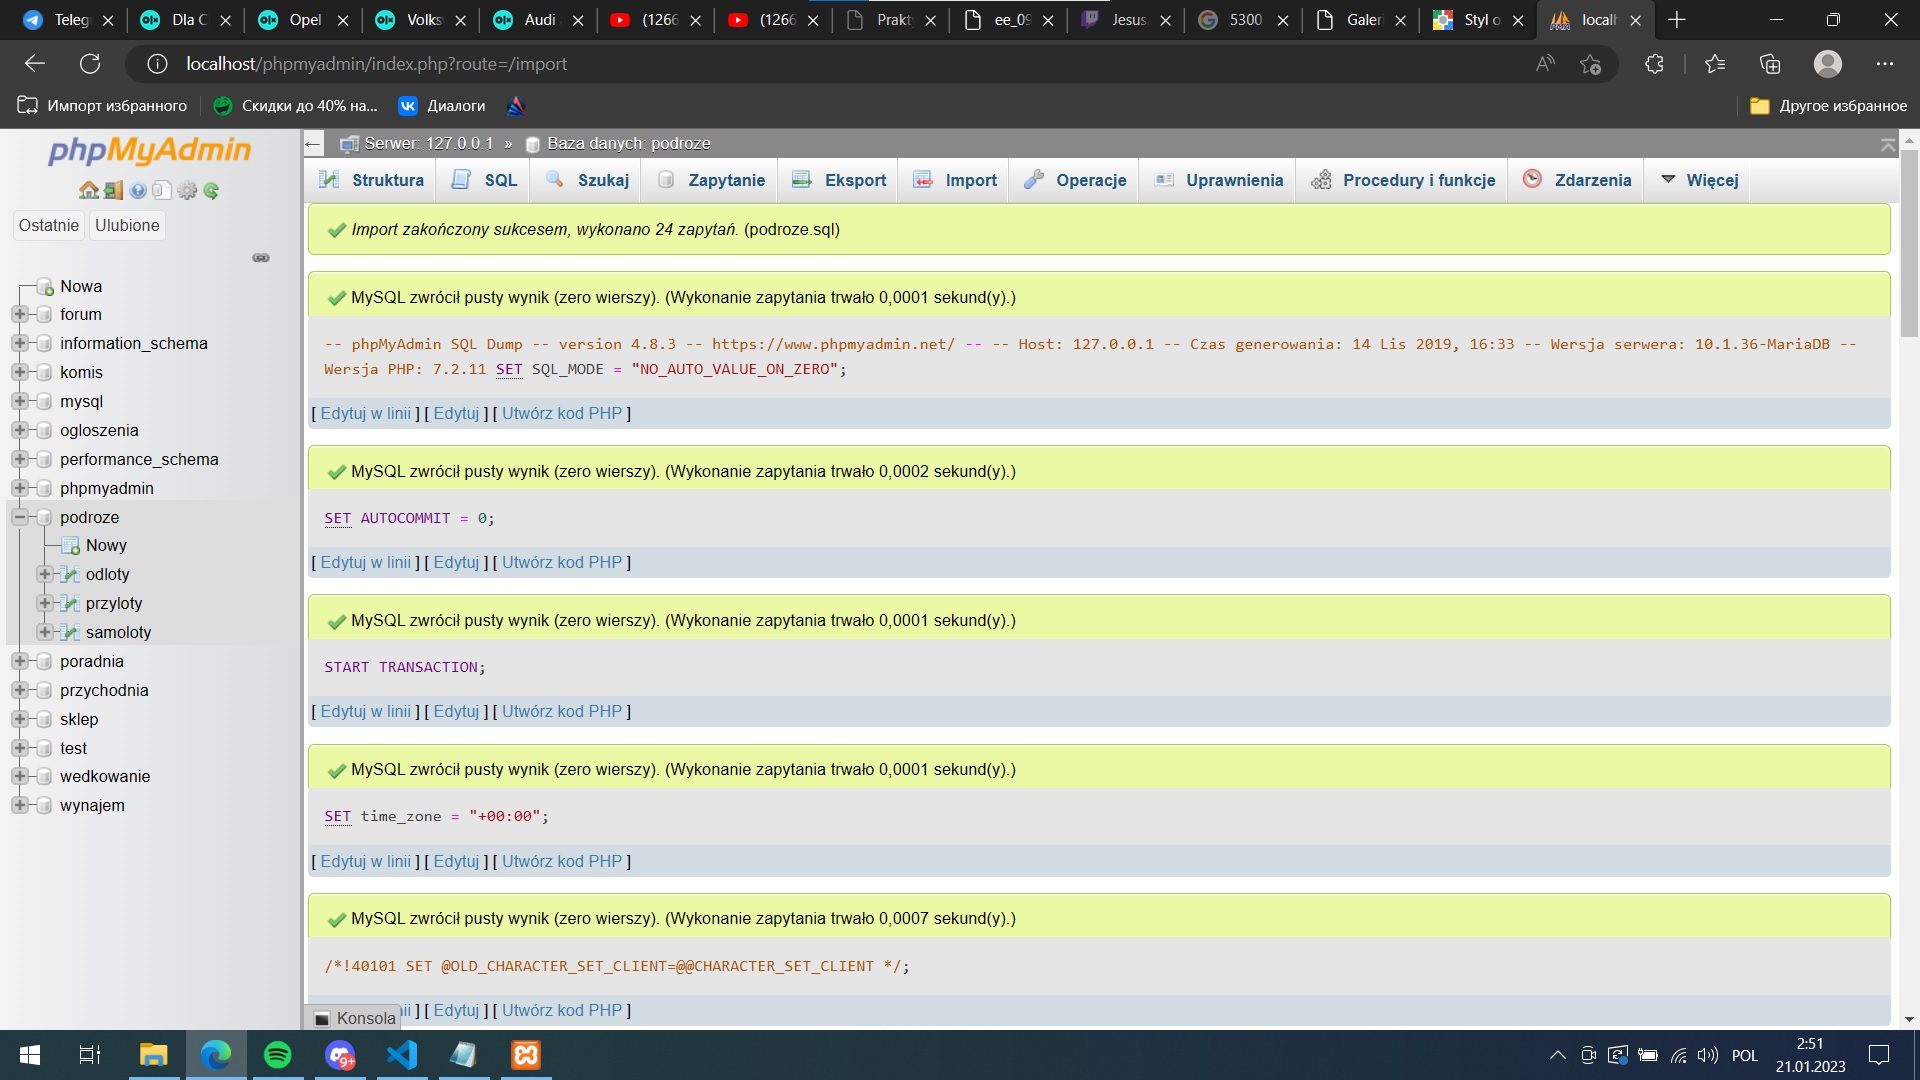 Telegr
Dla C
Opel
Volks
Audi
(1266
(1266
Prakt
ee_09
Jesus
5300
Galer
Styl o
localh
localhost/phpmyadmin/index.php?route=/import
Импорт избранного
Скидки до 40% на...
Диалоги
Другое избранное
phpMyAdmin
Ostatnie
Ulubione
Nowa
forum
information_schema
komis
mysql
ogloszenia
performance_schema
phpmyadmin
podroze
Nowy
odloty
przyloty
samoloty
poradnia
przychodnia
sklep
test
wedkowanie
wynajem
Serwer: 127.0.0.1 » Baza danych: podroze
Struktura
SQL
Szukaj
Zapytanie
Eksport
Import
Operacje
Uprawnienia
Procedury i funkcje
Zdarzenia
Więcej
Import zakończony sukcesem, wykonano 24 zapytań. (podroze.sql)
MySQL zwrócił pusty wynik (zero wierszy). (Wykonanie zapytania trwało 0,0001 sekund(y).)
-- phpMyAdmin SQL Dump -- version 4.8.3 -- https://www.phpmyadmin.net/ -- -- Host: 127.0.0.1 -- Czas generowania: 14 Lis 2019, 16:33 -- Wersja serwera: 10.1.36-MariaDB --
Wersja PHP: 7.2.11 SET SQL_MODE = "NO_AUTO_VALUE_ON_ZERO";
[ Edytuj w linii ] [ Edytuj ] [ Utwórz kod PHP ]
MySQL zwrócił pusty wynik (zero wierszy). (Wykonanie zapytania trwało 0,0002 sekund(y).)
SET AUTOCOMMIT = 0;
[ Edytuj w linii ] [ Edytuj ] [ Utwórz kod PHP ]
MySQL zwrócił pusty wynik (zero wierszy). (Wykonanie zapytania trwało 0,0001 sekund(y).)
START TRANSACTION;
[ Edytuj w linii ] [ Edytuj ] [ Utwórz kod PHP ]
MySQL zwrócił pusty wynik (zero wierszy). (Wykonanie zapytania trwało 0,0001 sekund(y).)
SET time_zone = "+00:00";
[ Edytuj w linii ] [ Edytuj ] [ Utwórz kod PHP ]
MySQL zwrócił pusty wynik (zero wierszy). (Wykonanie zapytania trwało 0,0007 sekund(y).)
/*!40101 SET @OLD_CHARACTER_SET_CLIENT=@@CHARACTER_SET_CLIENT */;
nii ] [ Edytuj ] [ Utwórz kod PHP ]
Konsola
9+
POL
2:51
21.01.2023